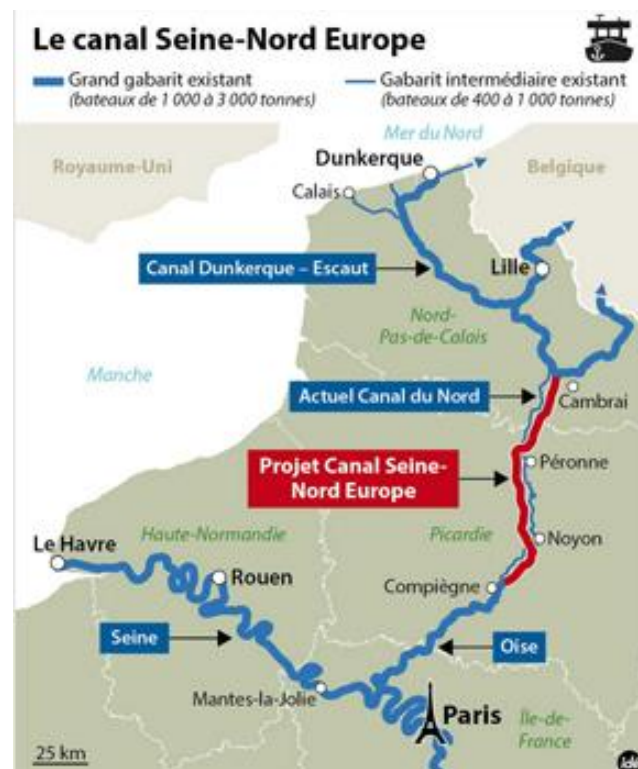 Le canal Seine-Nord Europe
Grand gabarit existant
(bateaux de 1 000 à 3 000 tonnes)
Gabarit intermédiaire existant
(bateaux de 400 à 1 000 tonnes)
Mer du Nord
Royaume-Uni
Dunkerque
Belgique
Calais
Canal Dunkerque – Escaut
Lille
Nord-
Pas-de-Calais
Manche
Actuel Canal du Nord
Cambrai
Projet Canal Seine-
Nord Europe
Péronne
Haute-Normandie
Picardie
Noyon
Le Havre
Rouen
Compiègne
Seine
Oise
Mantes-la-Jolie
Paris
Île-de-
France
25 km
idé